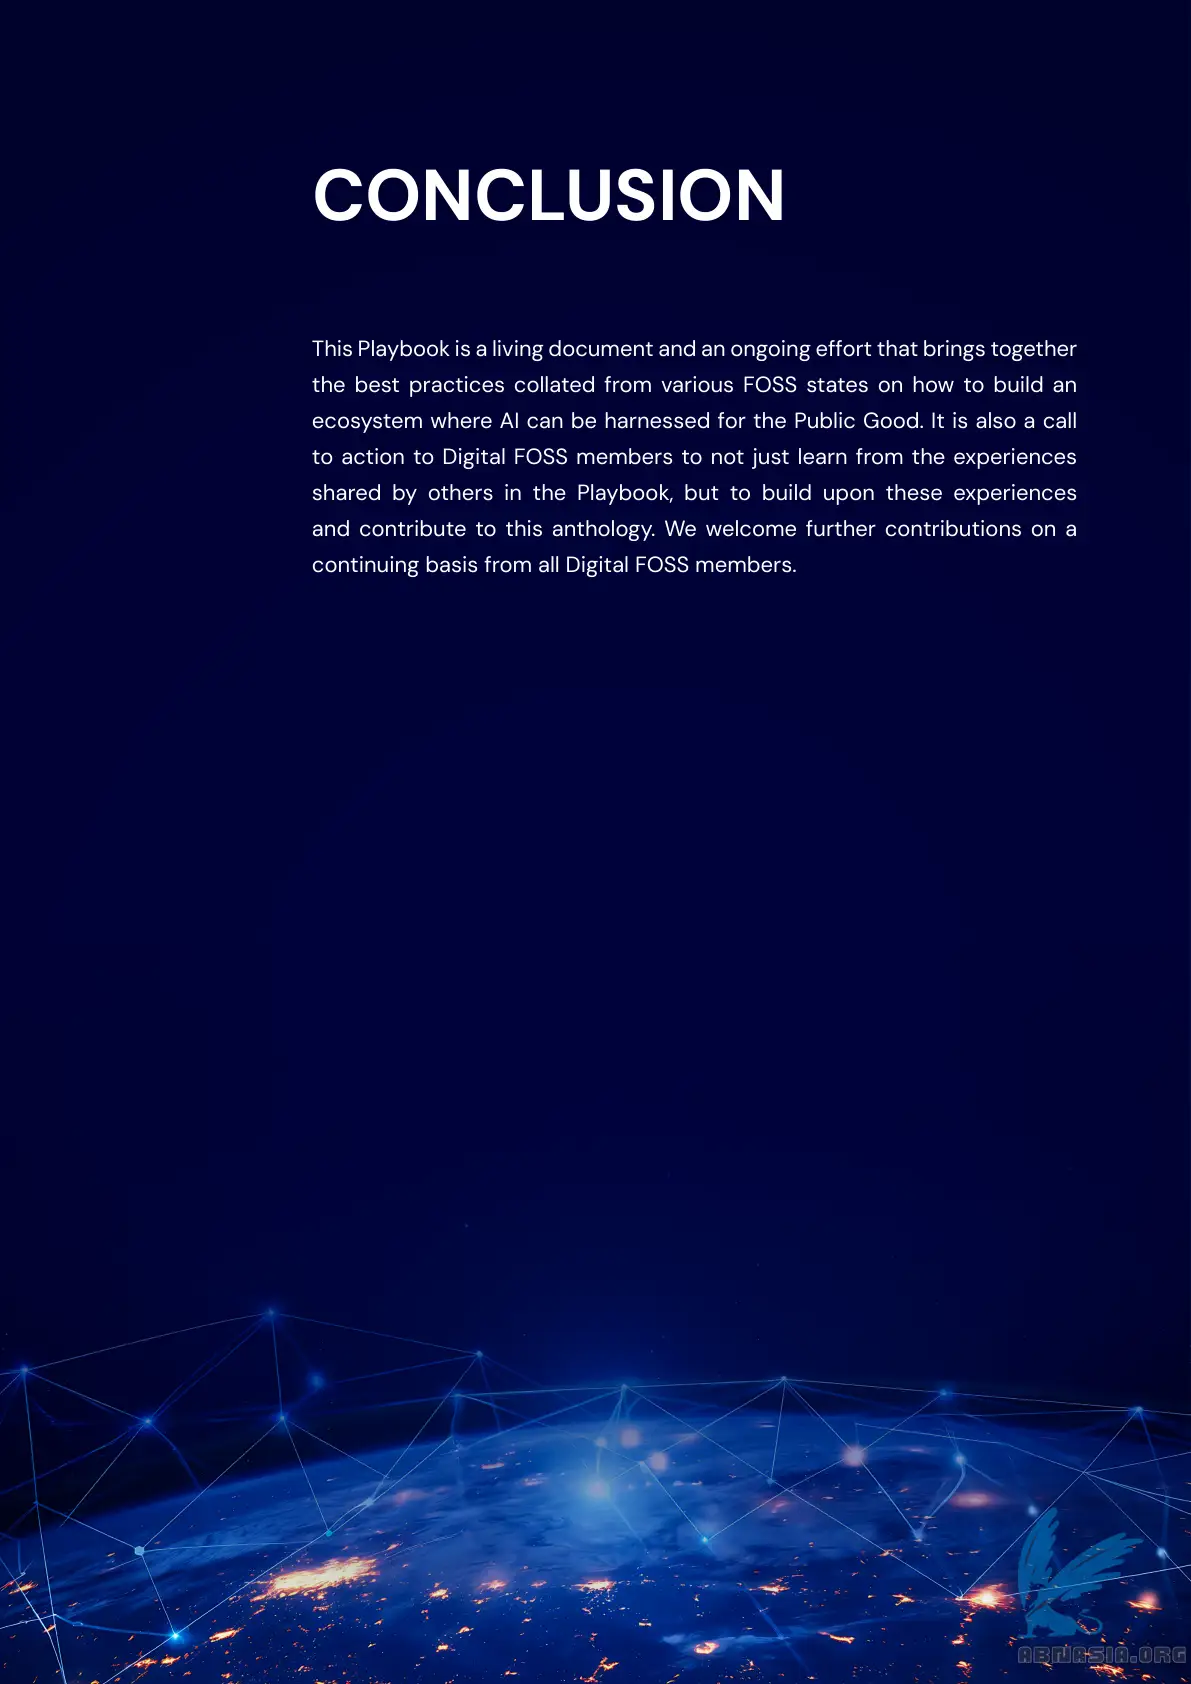 CONCLUSION
This Playbook is a living document and an ongoing effort that brings together
the best practices collated from various FOSS states on how to build an
ecosystem where AI can be harnessed for the Public Good. It is also a call
to action to Digital FOSS members to not just learn from the experiences
shared by others in the Playbook, but to build upon these experiences
and contribute to this anthology. We welcome further contributions on a
continuing basis from all Digital FOSS members.
ABNASIA.ORG